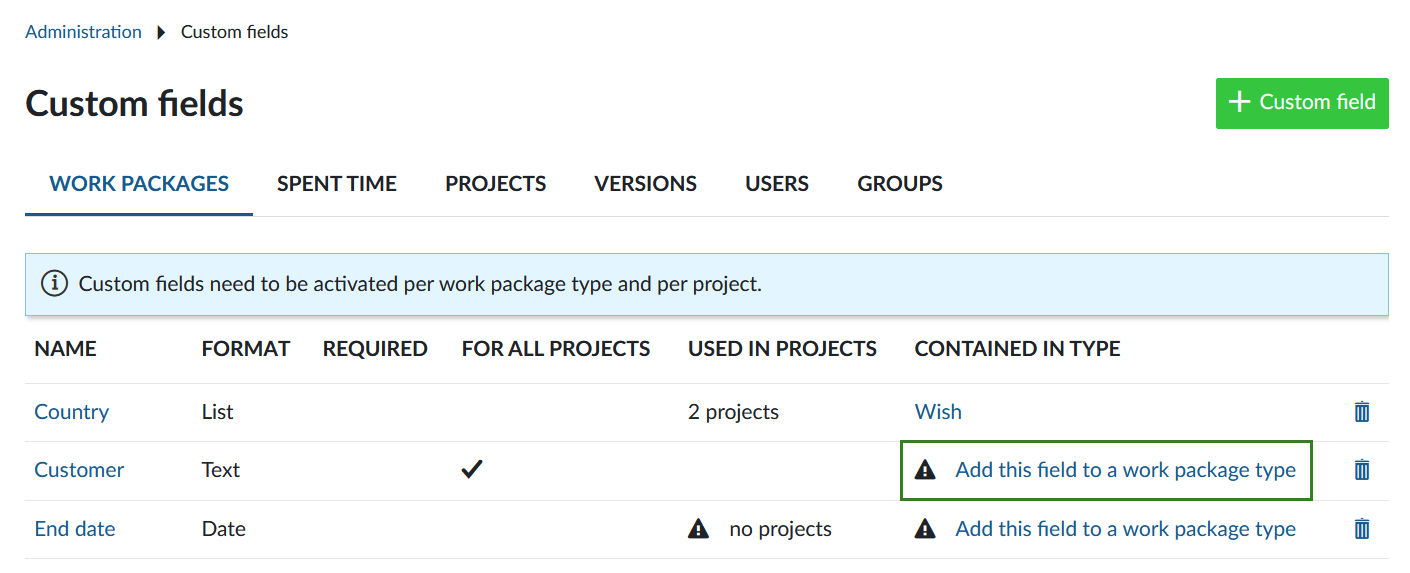 Administration Custom fields
Custom fields
+ Custom field
WORK PACKAGES SPENT TIME PROJECTS VERSIONS USERS GROUPS
Custom fields need to be activated per work package type and per project.
NAME FORMAT REQUIRED FOR ALL PROJECTS USED IN PROJECTS CONTAINED IN TYPE
Country List 2 projects Wish
Customer Text Add this field to a work package type
End date Date no projects Add this field to a work package type